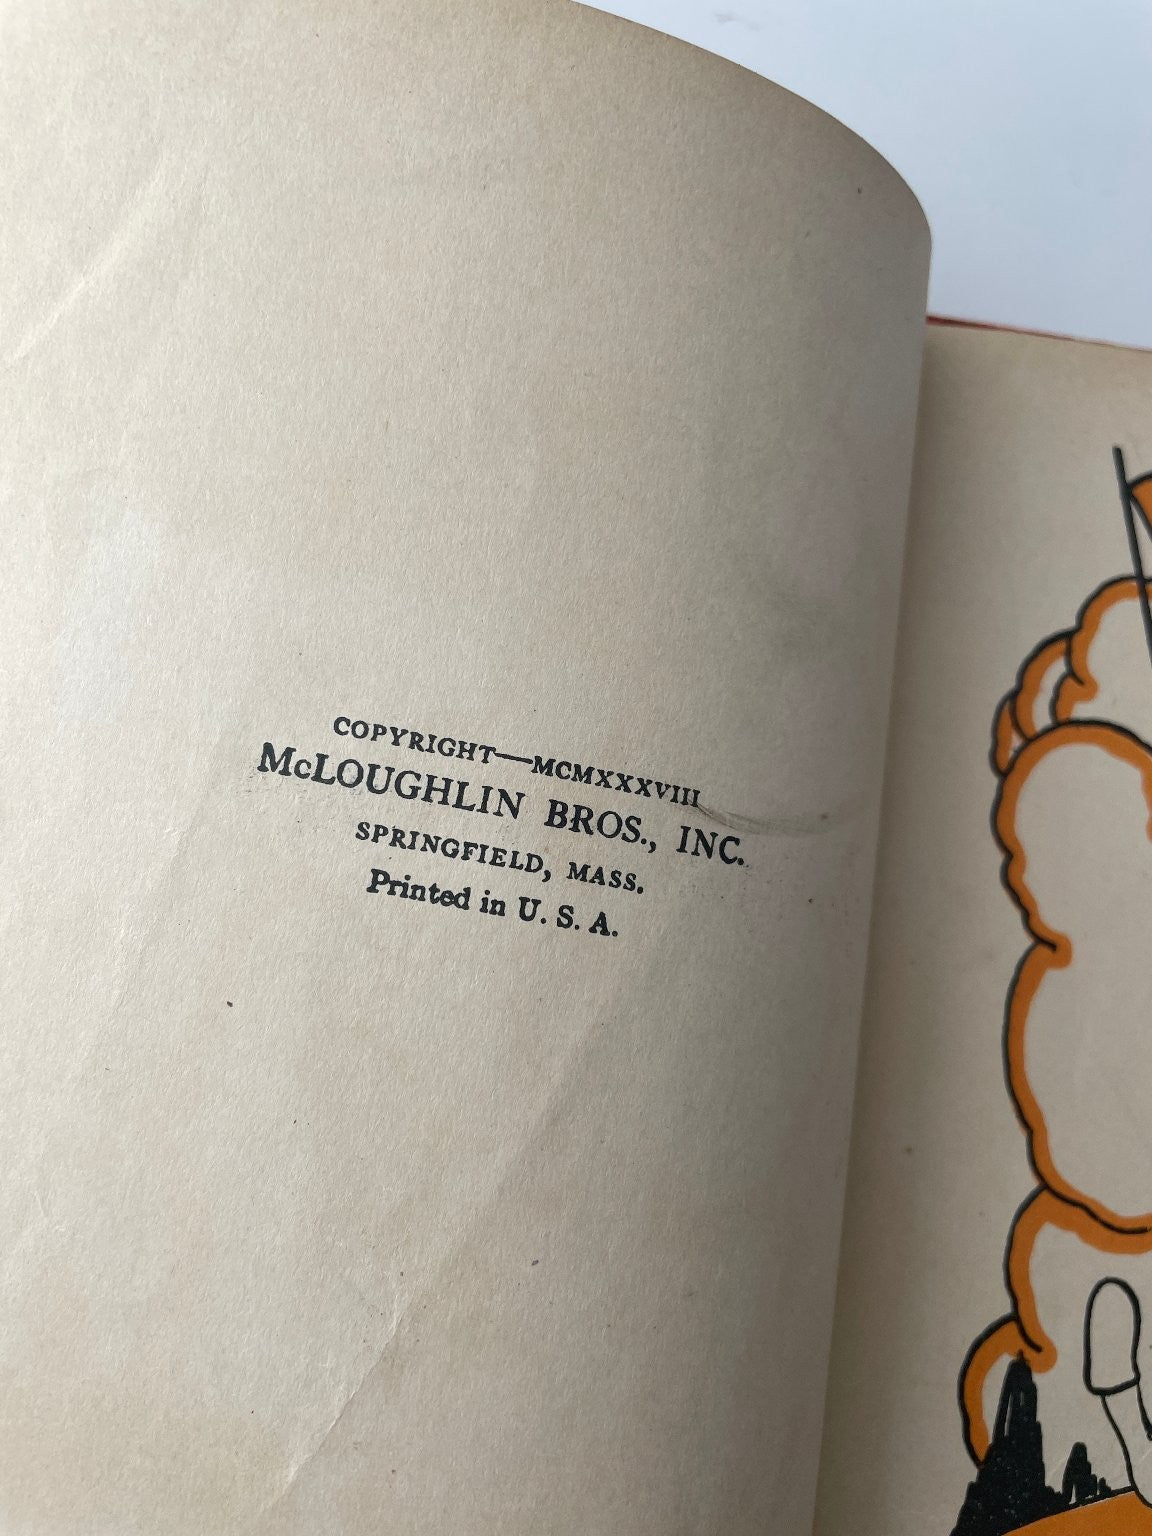 COPYRIGHT—MCMXXXVIII
McLOUGHLIN BROS., INC.
SPRINGFIELD, MASS.
Printed in U. S. A.